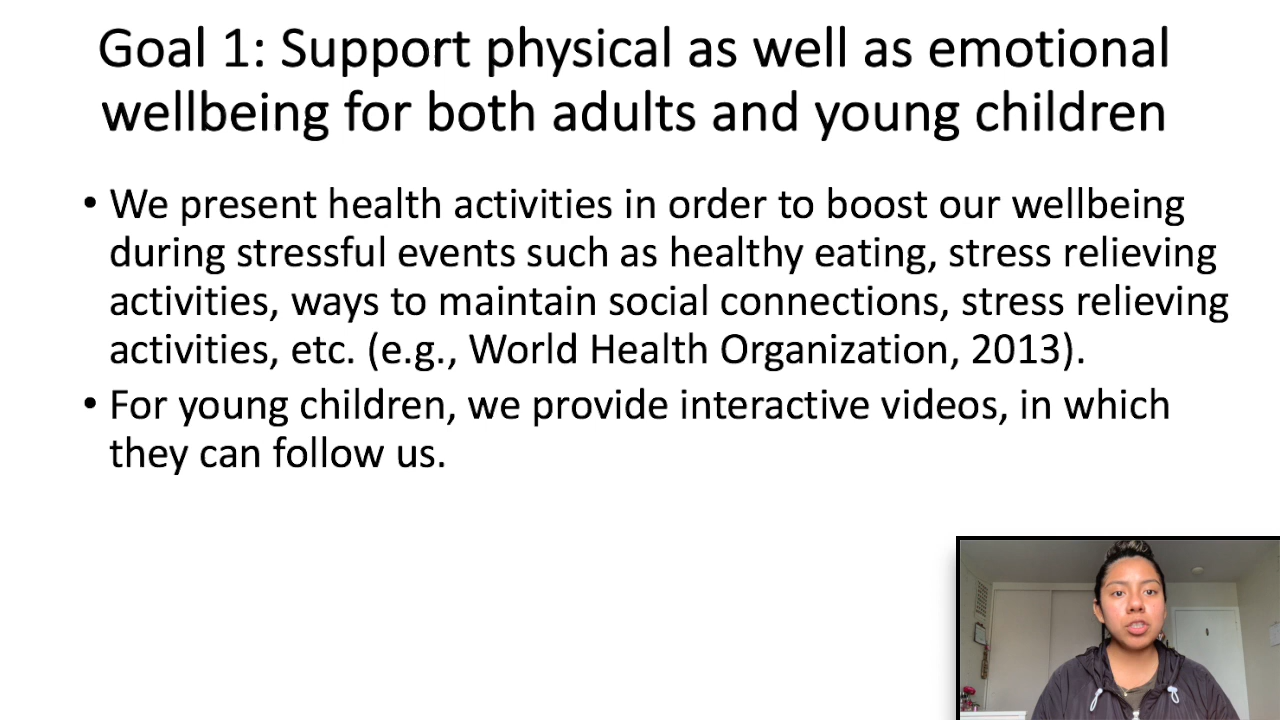 Goal 1: Support physical as well as emotional
wellbeing for both adults and young children
• We present health activities in order to boost our wellbeing
during stressful events such as healthy eating, stress relieving
activities, ways to maintain social connections, stress relieving
activities, etc. (e.g., World Health Organization, 2013).
• For young children, we provide interactive videos, in which
they can follow us.